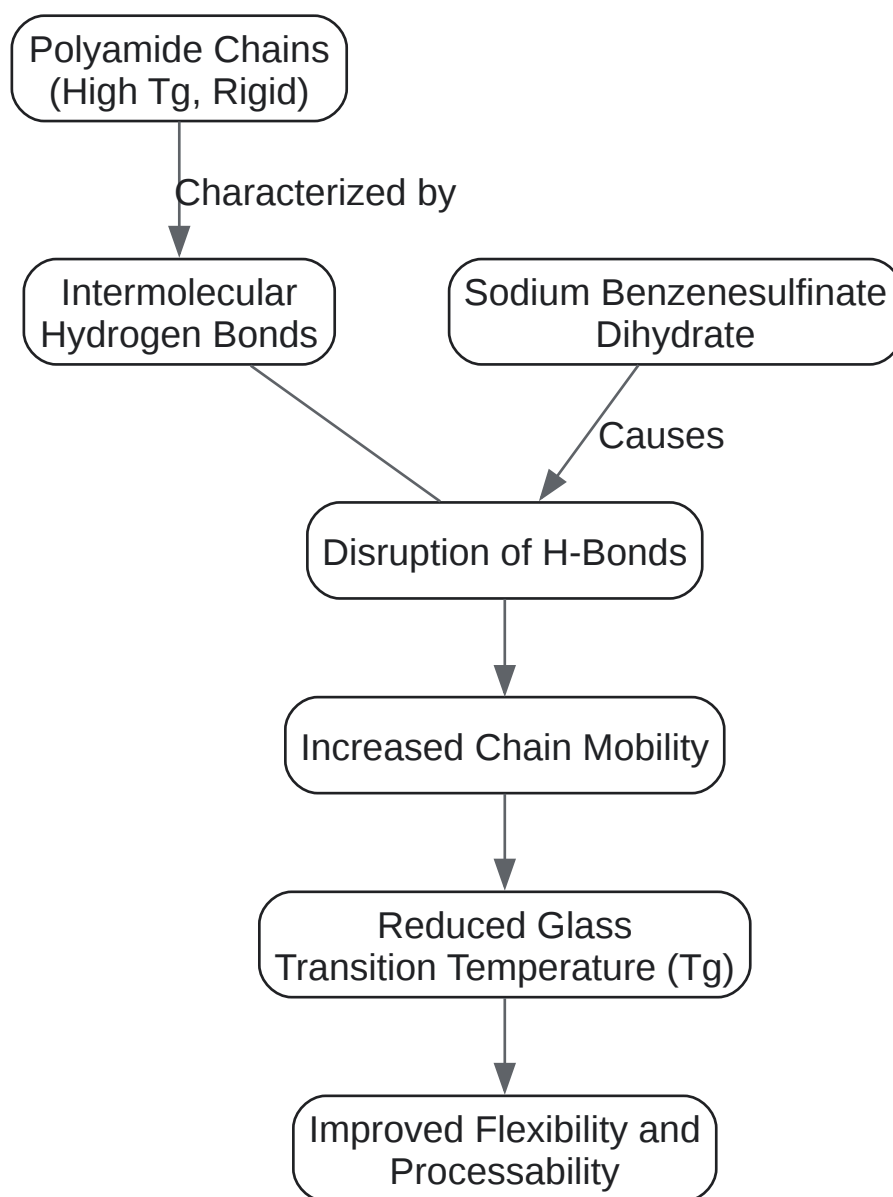 Polyamide Chains
(High Tg, Rigid)
Characterized by
Intermolecular
Hydrogen Bonds
Sodium Benzenesulfinate
Dihydrate
Causes
Disruption of H-Bonds
Increased Chain Mobility
Reduced Glass
Transition Temperature (Tg)
Improved Flexibility and
Processability